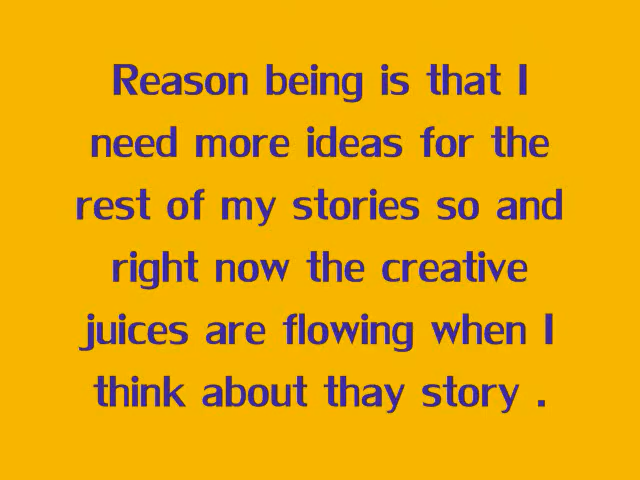 Reason being is that I
need more ideas for the
rest of my stories so and
right now the creative
juices are flowing when I
think about thay story .